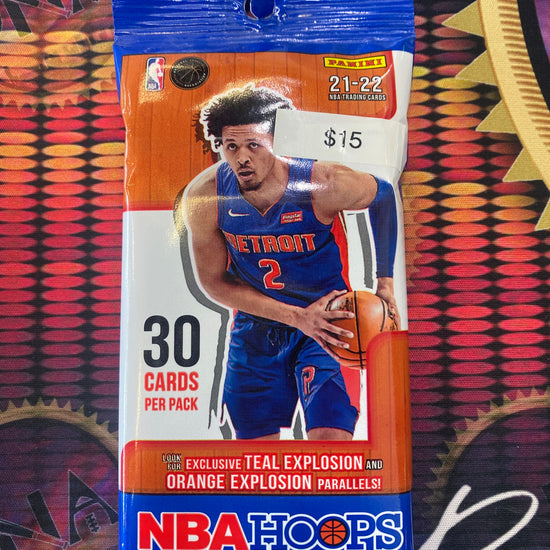 PANINI
21-22
NBA TRADING CARDS
NBA
$15
DETROIT
2
30
CARDS
PER PACK
LOOK FOR EXCLUSIVE TEAL EXPLOSION AND
ORANGE EXPLOSION PARALLELS!
NBA HOOPS